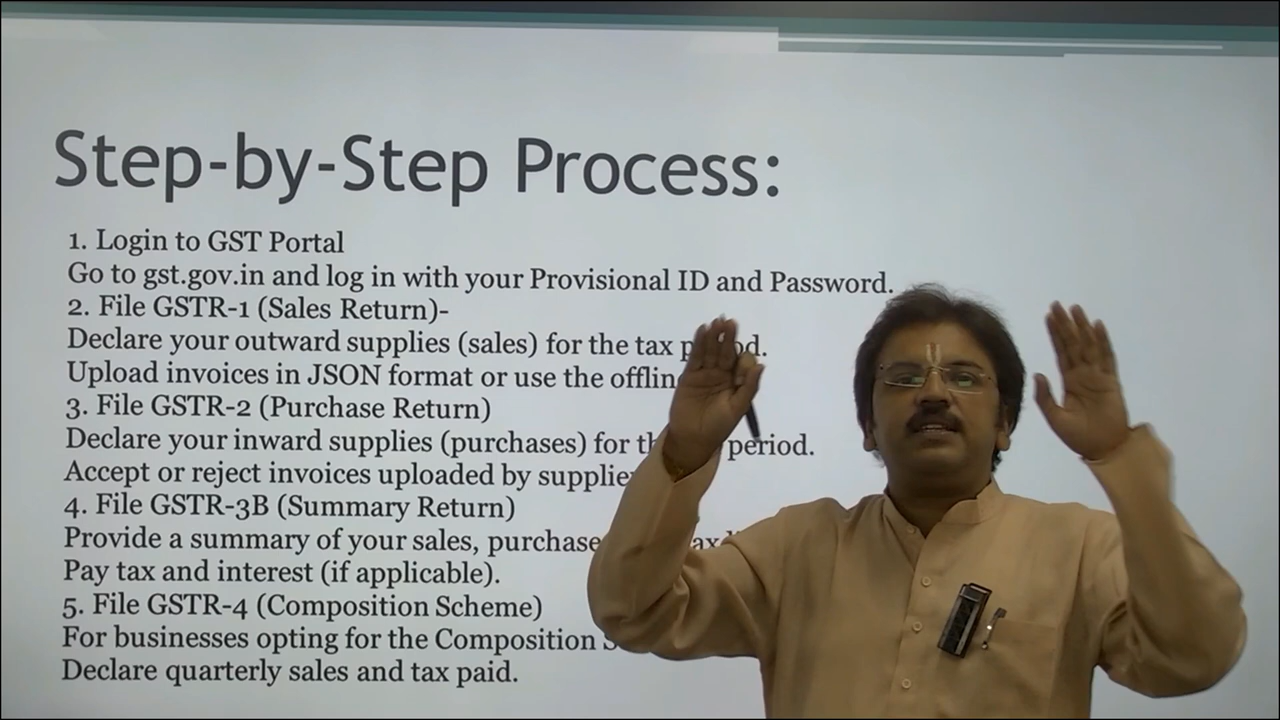 Step-by-Step Process:
1. Login to GST Portal
Go to gst.gov.in and log in with your Provisional ID and Password.
2. File GSTR-1 (Sales Return)-
Declare your outward supplies (sales) for the tax
Upload invoices in JSON format or use the
3. File GSTR-2 (Purchase Return)
Declare your inward supplies (purchases) for period.
Accept or reject invoices uploaded by
4. File GSTR-3B (Summary Return)
Provide a summary of your sales,
Pay tax and interest (if applicable).
5. File GSTR-4 (Composition Scheme)
For businesses opting for the Composition
Declare quarterly sales and tax paid.